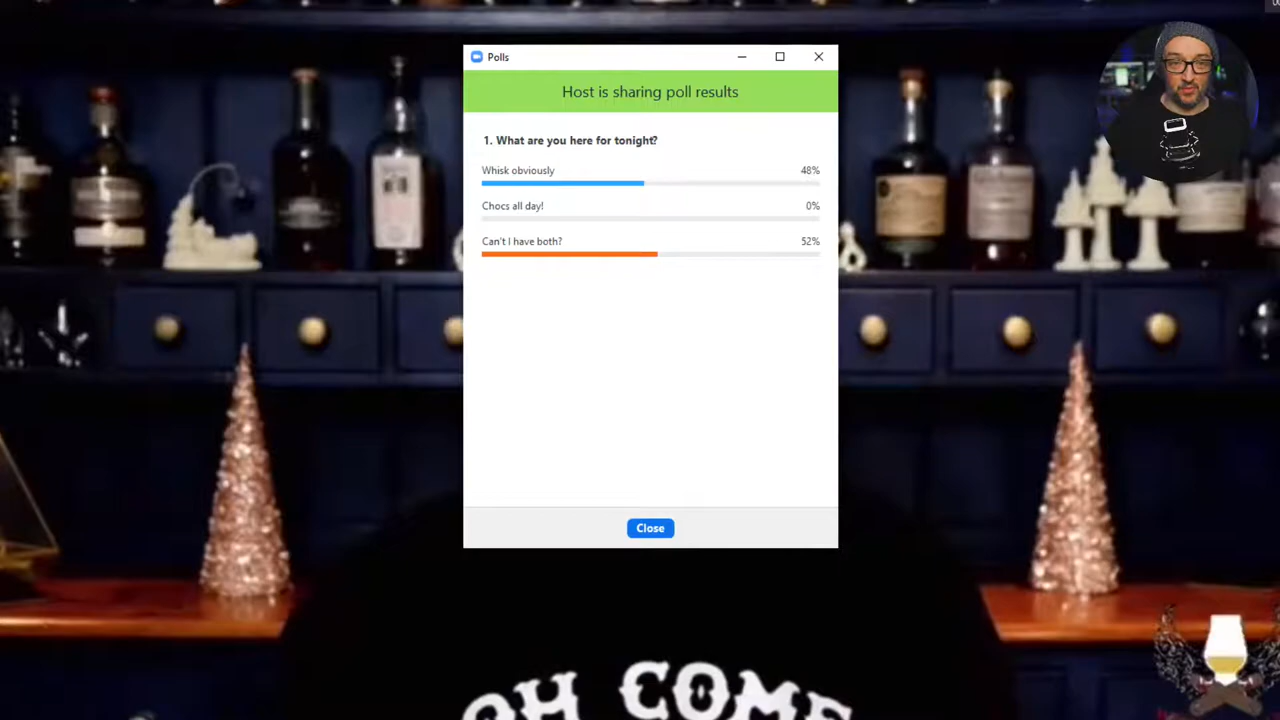 Polls
Host is sharing poll results
1. What are you here for tonight?
Whisk obviously 48%
Chocs all day! 0%
Can't I have both? 52%
Close
OH COME